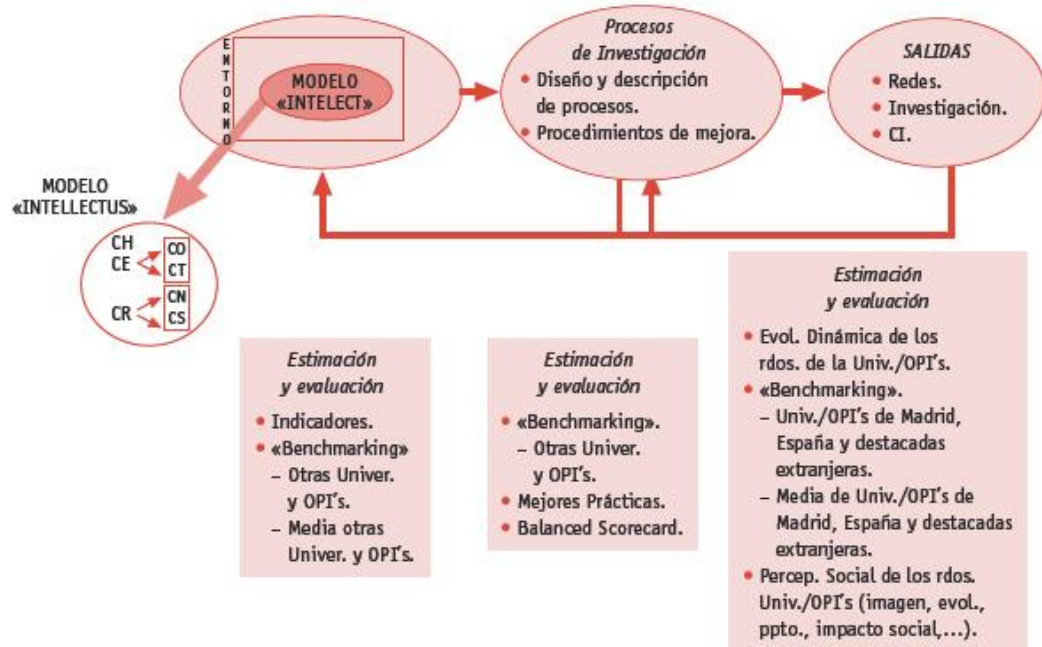 ENTORNO
MODELO
«INTELECT»
Procesos
de Investigación
• Diseño y descripción
de procesos.
• Procedimientos de mejora.
SALIDAS
• Redes.
• Investigación.
• CI.
MODELO
«INTELLECTUS»
CH
CE
CO
CT
CR
CN
CS
Estimación
y evaluación
• Indicadores.
• «Benchmarking»
– Otras Univer.
y OPI's.
– Media otras
Univer. y OPI's.
Estimación
y evaluación
• «Benchmarking».
– Otras Univer.
y OPI's.
• Mejores Prácticas.
• Balanced Scorecard.
Estimación
y evaluación
• Evol. Dinámica de los
rdos. de la Univ./OPI's.
• «Benchmarking».
– Univ./OPI's de Madrid,
España y destacadas
extranjeras.
– Media de Univ./OPI's de
Madrid, España y destacadas
extranjeras.
• Percep. Social de los rdos.
Univ./OPI's (imagen, evol.,
ppto., impacto social,...).